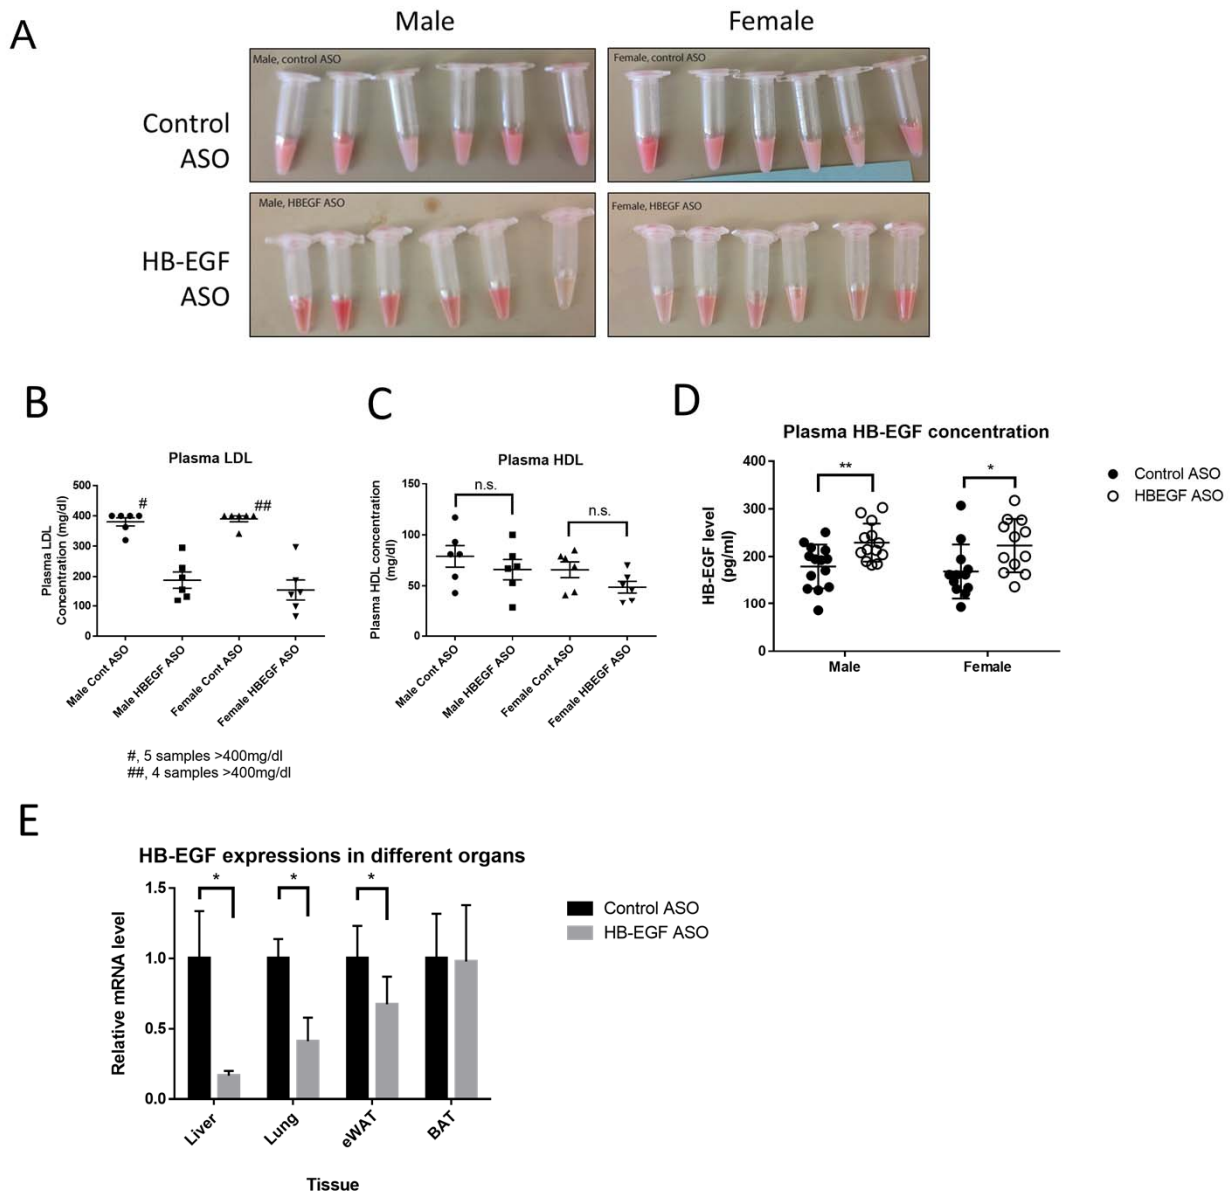 A
Male
Female
Control
ASO
Male, control ASO
Female, control ASO
HB-EGF
ASO
Male, HBEGF ASO
Female, HBEGF ASO
B
Plasma LDL
Plasma LDL
Concentration (mg/dl)
500
400
300
200
100
0
#
##
Male Cont ASO
Male HBEGF ASO
Female Cont ASO
Female HBEGF ASO
#, 5 samples >400mg/dl
##, 4 samples >400mg/dl
C
Plasma HDL
Plasma HDL concentration
(mg/dl)
150
100
50
0
n.s.
n.s.
Male Cont ASO
Male HBEGF ASO
Female Cont ASO
Female HBEGF ASO
D
Plasma HB-EGF concentration
HB-EGF level
(pg/ml)
400
300
200
100
0
**
*
Male
Female
Control ASO
HBEGF ASO
E
HB-EGF expressions in different organs
Relative mRNA level
1.5
1.0
0.5
0.0
*
*
*
Liver
Lung
eWAT
BAT
Tissue
Control ASO
HB-EGF ASO